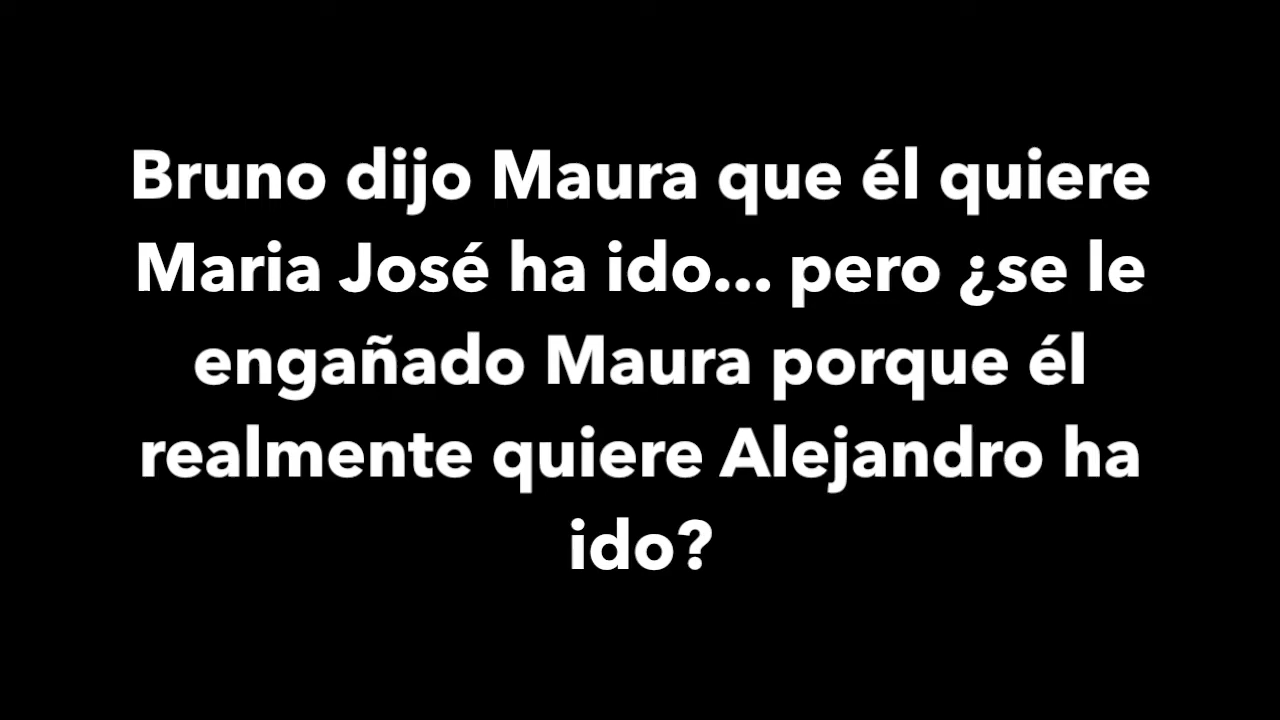 Bruno dijo Maura que él quiere
Maria José ha ido... pero ¿se le
engañado Maura porque él
realmente quiere Alejandro ha
ido?